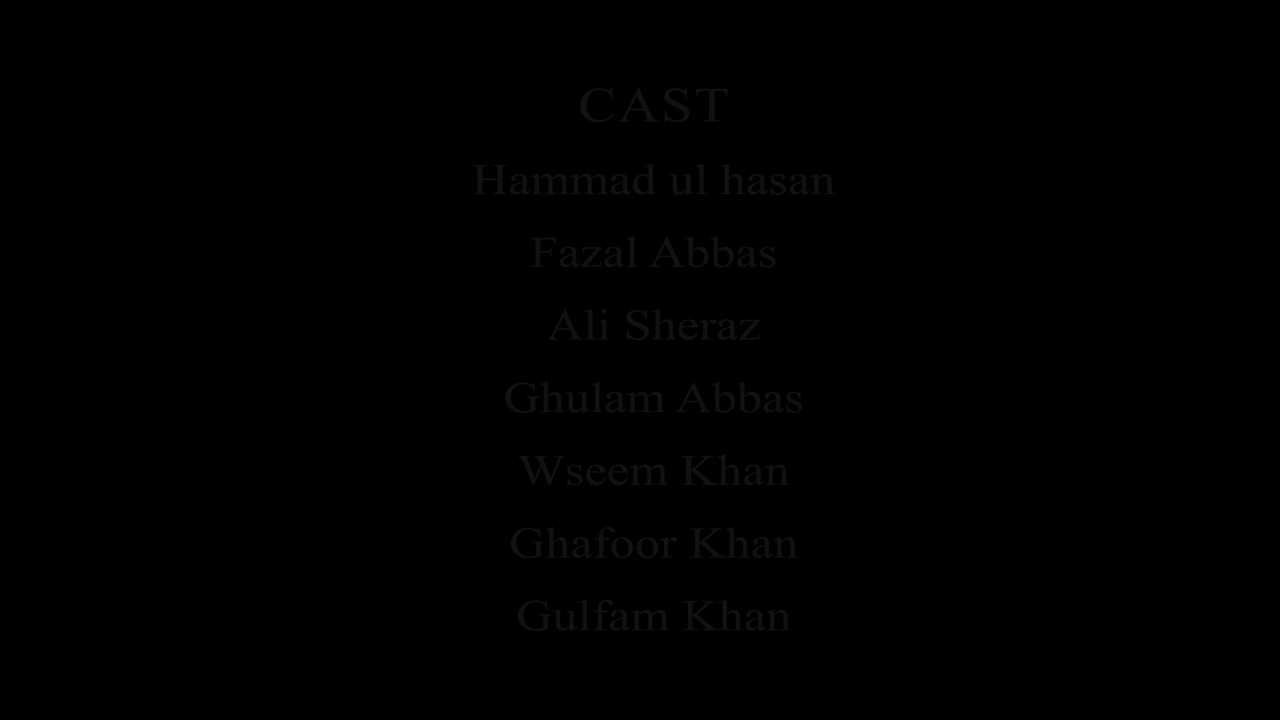 CAST
Hammad ul hasan
Fazal Abbas
Ali Sheraz
Ghulam Abbas
Wseem Khan
Ghafoor Khan
Gulfam Khan